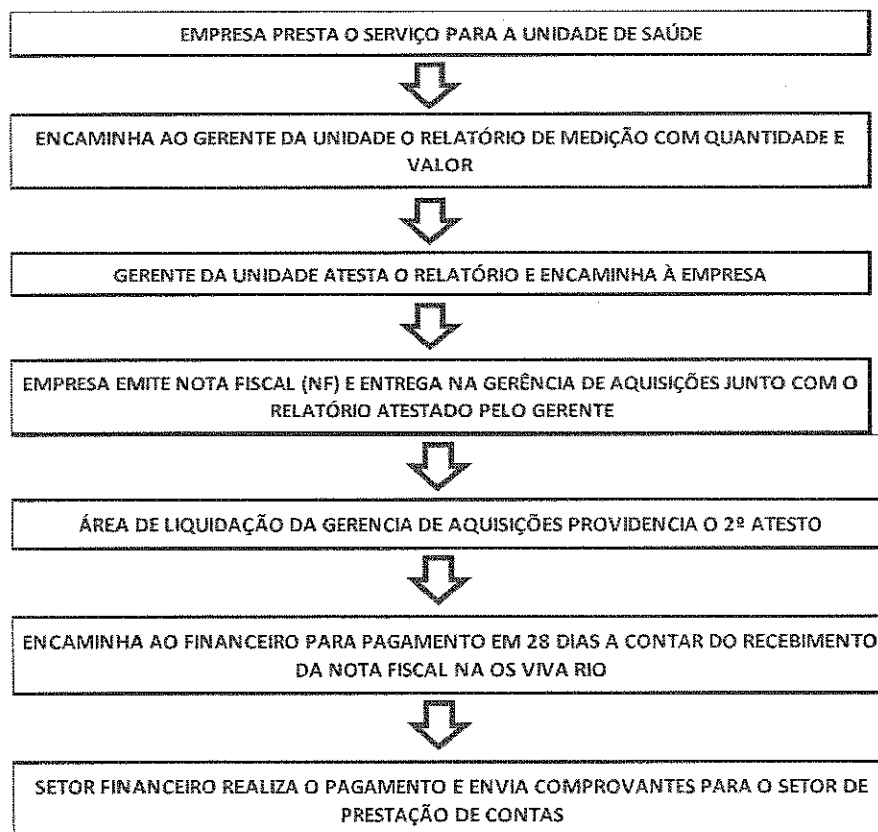 EMPRESA PRESTA O SERVIÇO PARA A UNIDADE DE SAÚDE
ENCAMINHA AO GERENTE DA UNIDADE O RELATÓRIO DE MEDIÇÃO COM QUANTIDADE E
VALOR
GERENTE DA UNIDADE ATESTA O RELATÓRIO E ENCAMINHA À EMPRESA
EMPRESA EMITE NOTA FISCAL (NF) E ENTREGA NA GERÊNCIA DE AQUISIÇÕES JUNTO COM O
RELATÓRIO ATESTADO PELO GERENTE
ÁREA DE LIQUIDAÇÃO DA GERENCIA DE AQUISIÇÕES PROVIDENCIA O 2º ATESTO
ENCAMINHA AO FINANCEIRO PARA PAGAMENTO EM 28 DIAS A CONTAR DO RECEBIMENTO
DA NOTA FISCAL NA OS VIVA RIO
SETOR FINANCEIRO REALIZA O PAGAMENTO E ENVIA COMPROVANTES PARA O SETOR DE
PRESTAÇÃO DE CONTAS